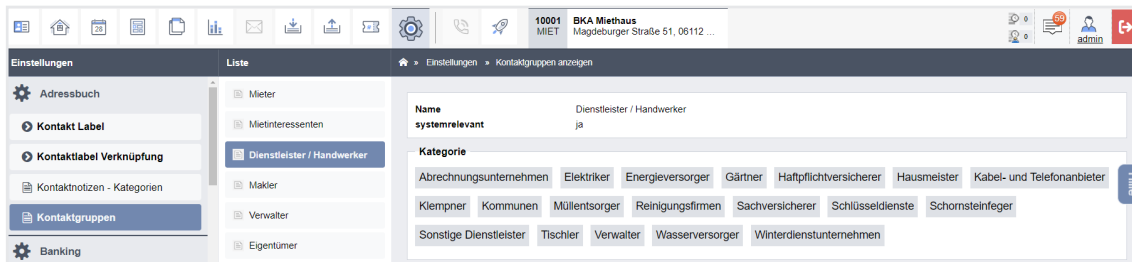 28
10001 BKA Miethaus
MIET Magdeburger Straße 51, 06112 ...
0
0
59
admin
Einstellungen
Liste
» Einstellungen » Kontaktgruppen anzeigen
Adressbuch
Kontakt Label
Kontaktlabel Verknüpfung
Kontaktnotizen - Kategorien
Kontaktgruppen
Banking
Mieter
Mietinteressenten
Dienstleister / Handwerker
Makler
Verwalter
Eigentümer
Name Dienstleister / Handwerker
systemrelevant ja
Kategorie
Abrechnungsunternehmen Elektriker Energieversorger Gärtner Haftpflichtversicherer Hausmeister Kabel- und Telefonanbieter
Klempner Kommunen Müllentsorger Reinigungsfirmen Sachversicherer Schlüsseldienste Schornsteinfeger
Sonstige Dienstleister Tischler Verwalter Wasserversorger Winterdienstunternehmen